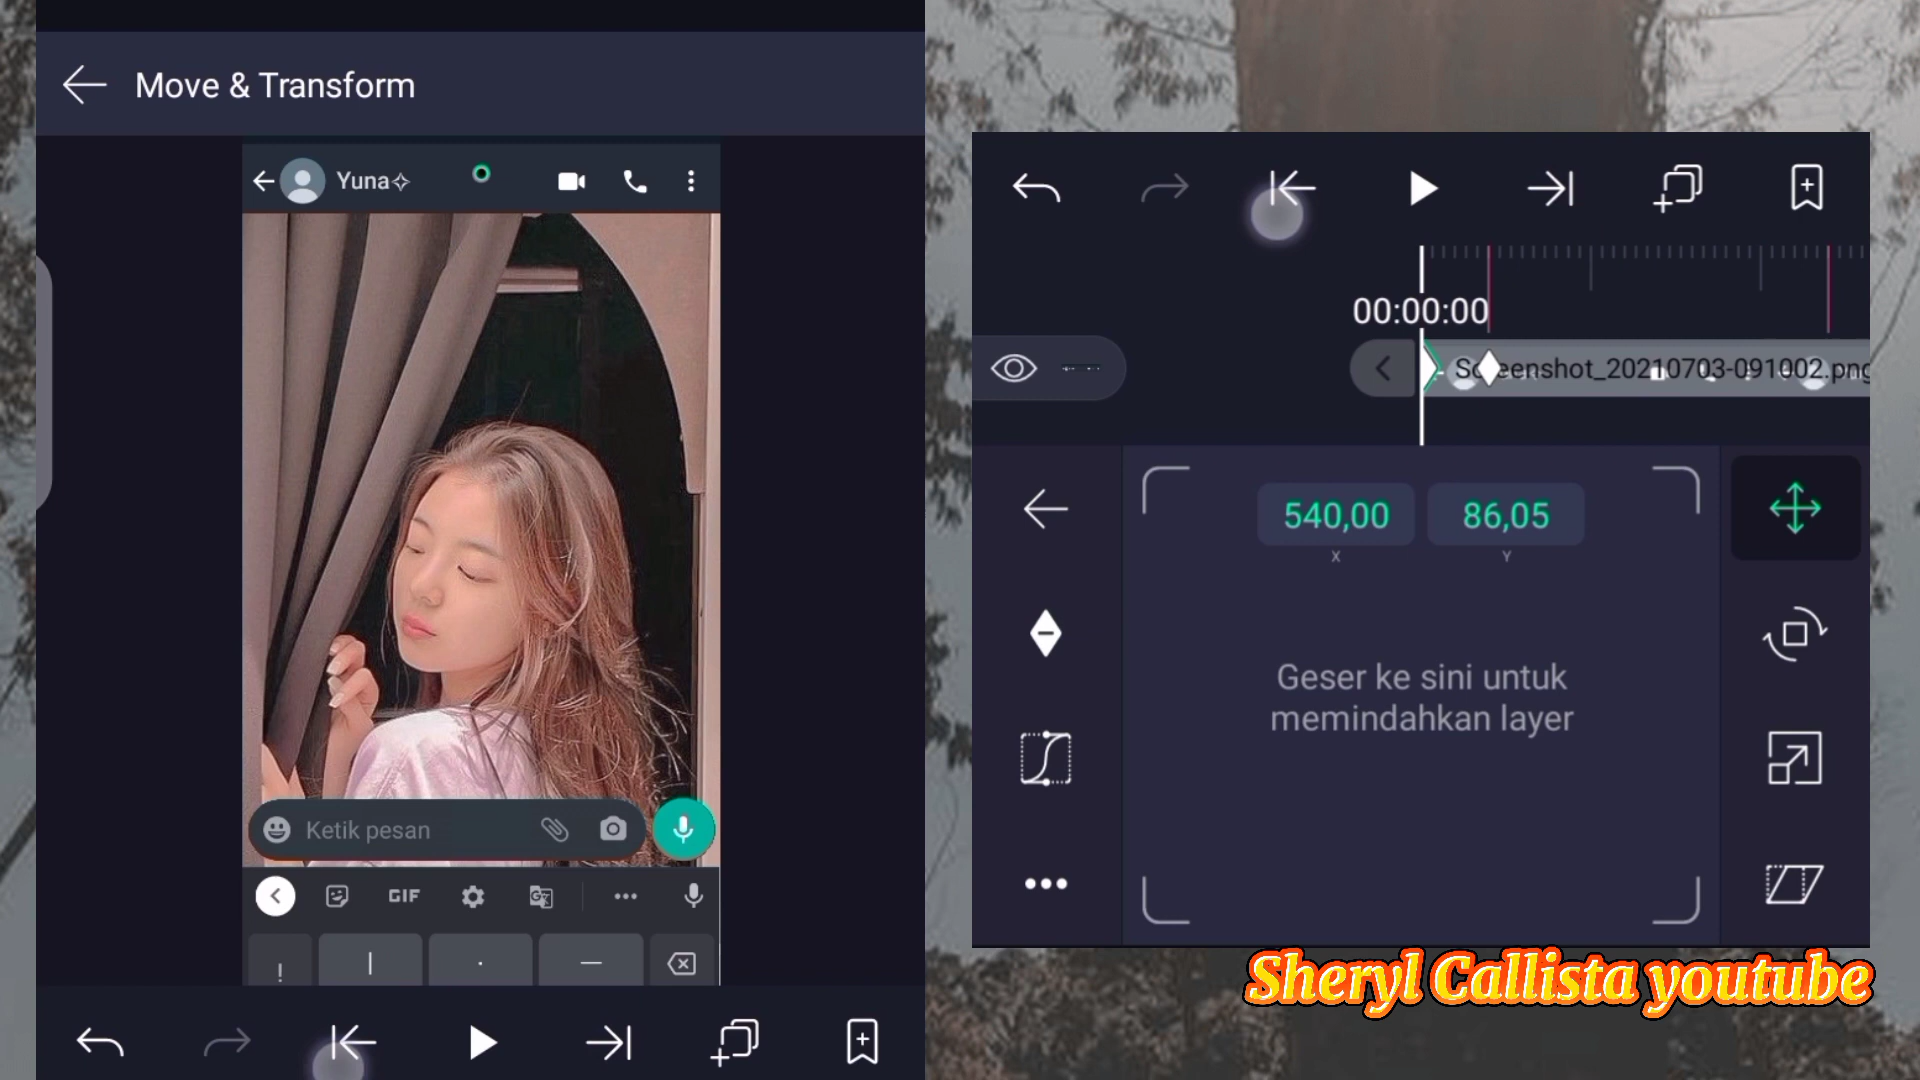 Move & Transform
Yuna✧
Ketik pesan
GIF
!
|
.
—
00:00:00
Screenshot_20210703-091002.png
540,00
86,05
X
Y
Geser ke sini untuk
memindahkan layer
Sheryl Callista youtube